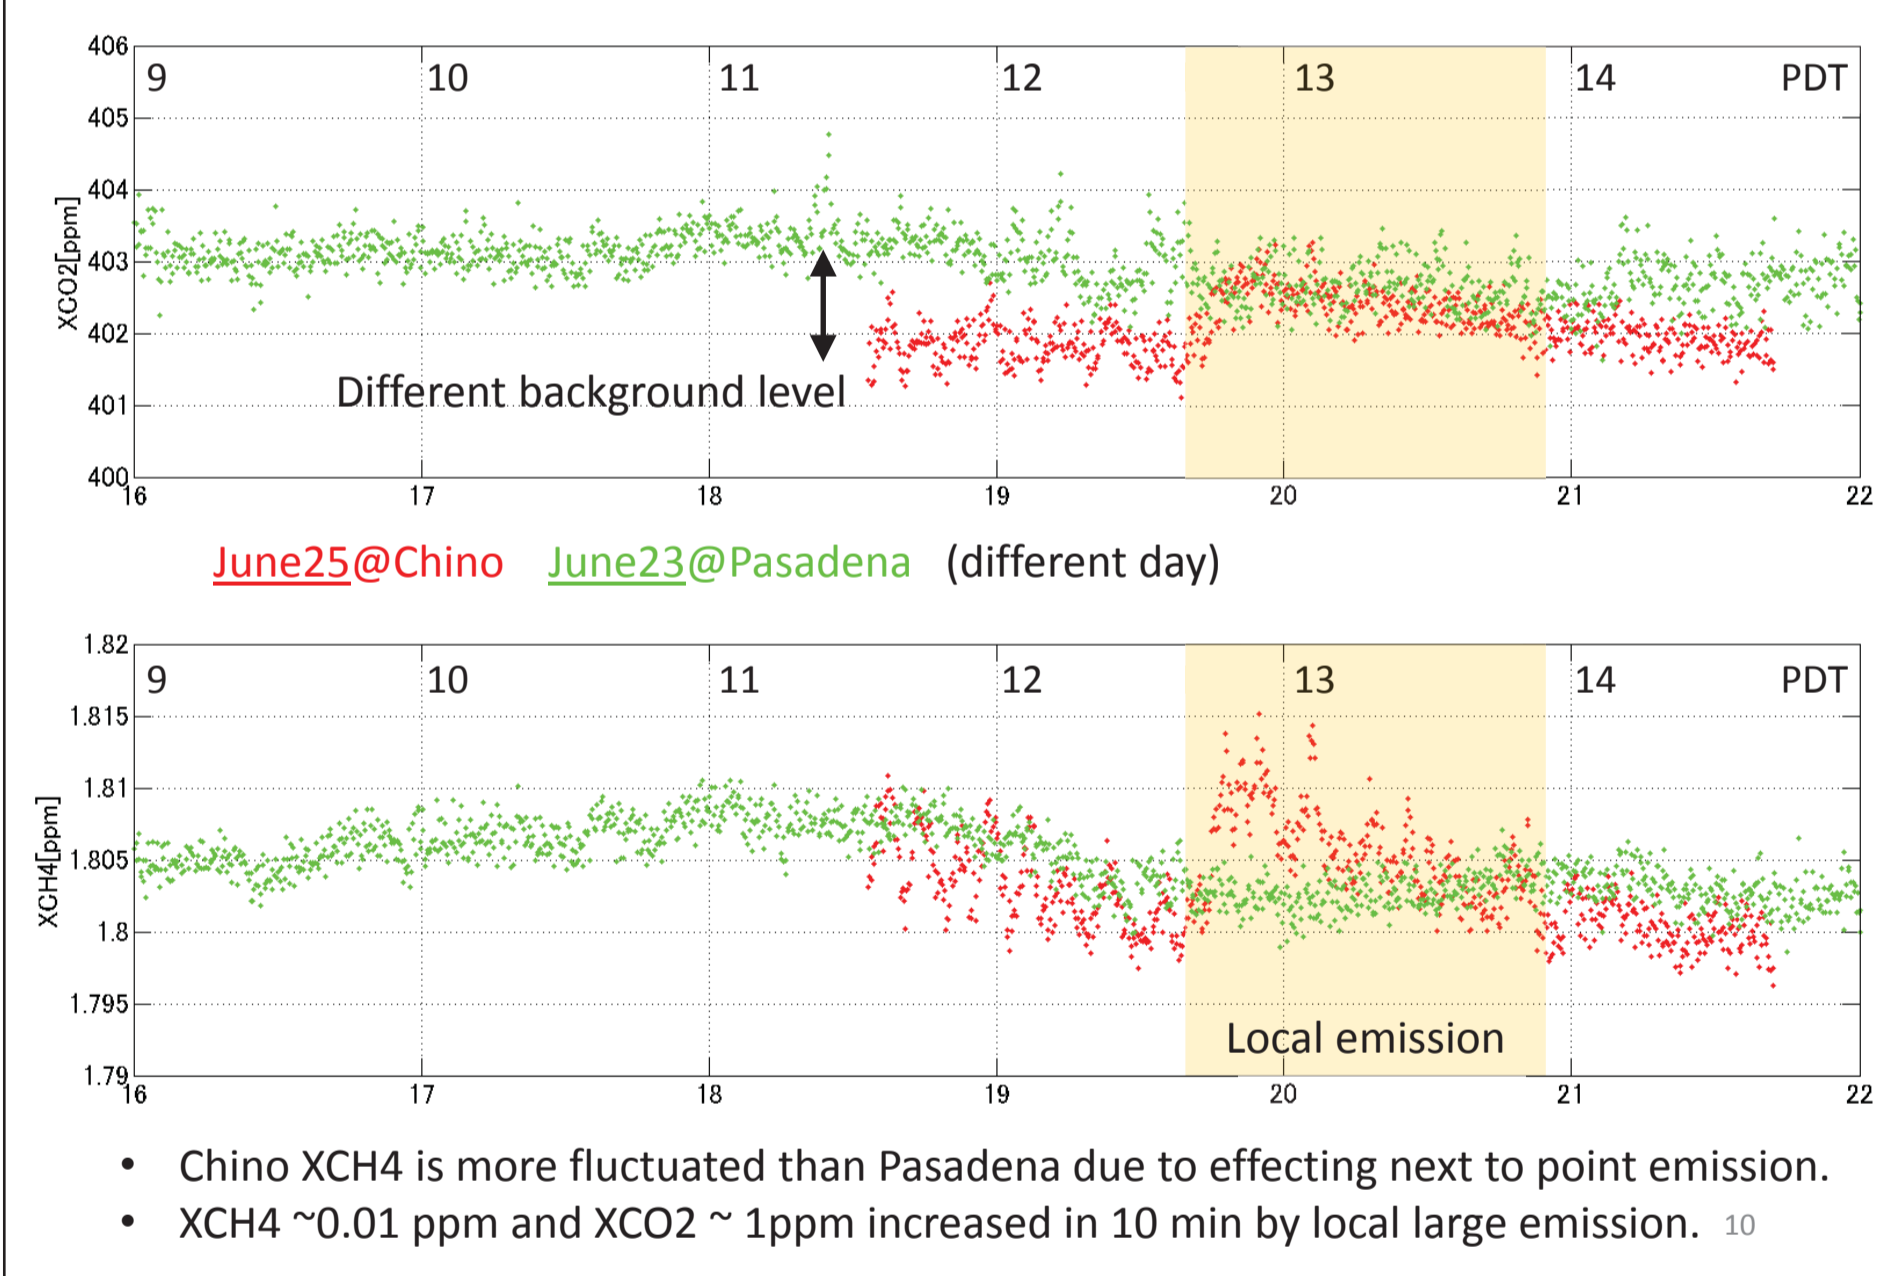 406
9 10 11 12 13 14 PDT
405
404
403
402
401
400
XCO2[ppm]
Different background level
16 17 18 19 20 21 22
June25@Chino June23@Pasadena (different day)
1.82
9 10 11 12 13 14 PDT
1.815
1.81
1.805
1.8
1.795
1.79
XCH4[ppm]
Local emission
16 17 18 19 20 21 22
• Chino XCH4 is more fluctuated than Pasadena due to effecting next to point emission.
• XCH4 ~0.01 ppm and XCO2 ~ 1ppm increased in 10 min by local large emission. 10